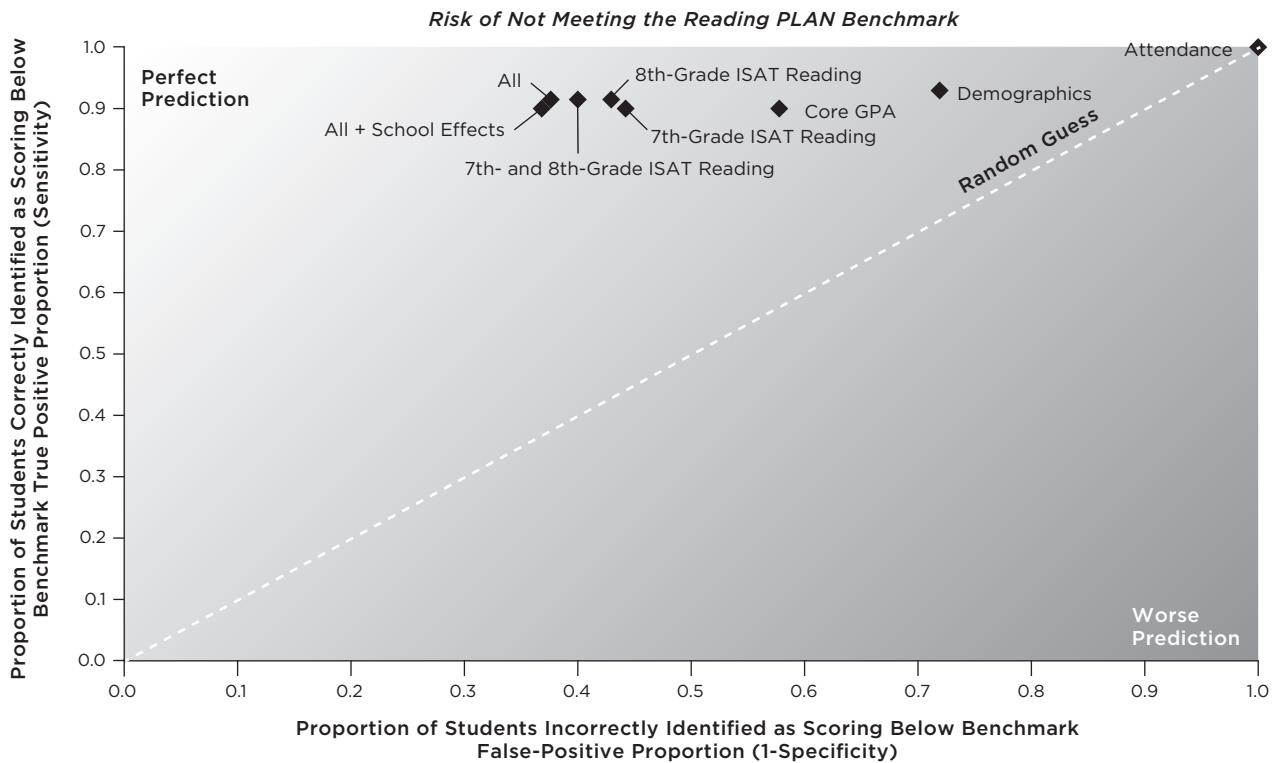 Risk of Not Meeting the Reading PLAN Benchmark
Proportion of Students Correctly Identified as Scoring Below
Benchmark True Positive Proportion (Sensitivity)
1.0
0.9
0.8
0.7
0.6
0.5
0.4
0.3
0.2
0.1
0.0
Perfect
Prediction
All
All + School Effects
7th- and 8th-Grade ISAT Reading
8th-Grade ISAT Reading
7th-Grade ISAT Reading
Core GPA
Demographics
Attendance
Random Guess
Worse
Prediction
0.0 0.1 0.2 0.3 0.4 0.5 0.6 0.7 0.8 0.9 1.0
Proportion of Students Incorrectly Identified as Scoring Below Benchmark
False-Positive Proportion (1-Specificity)